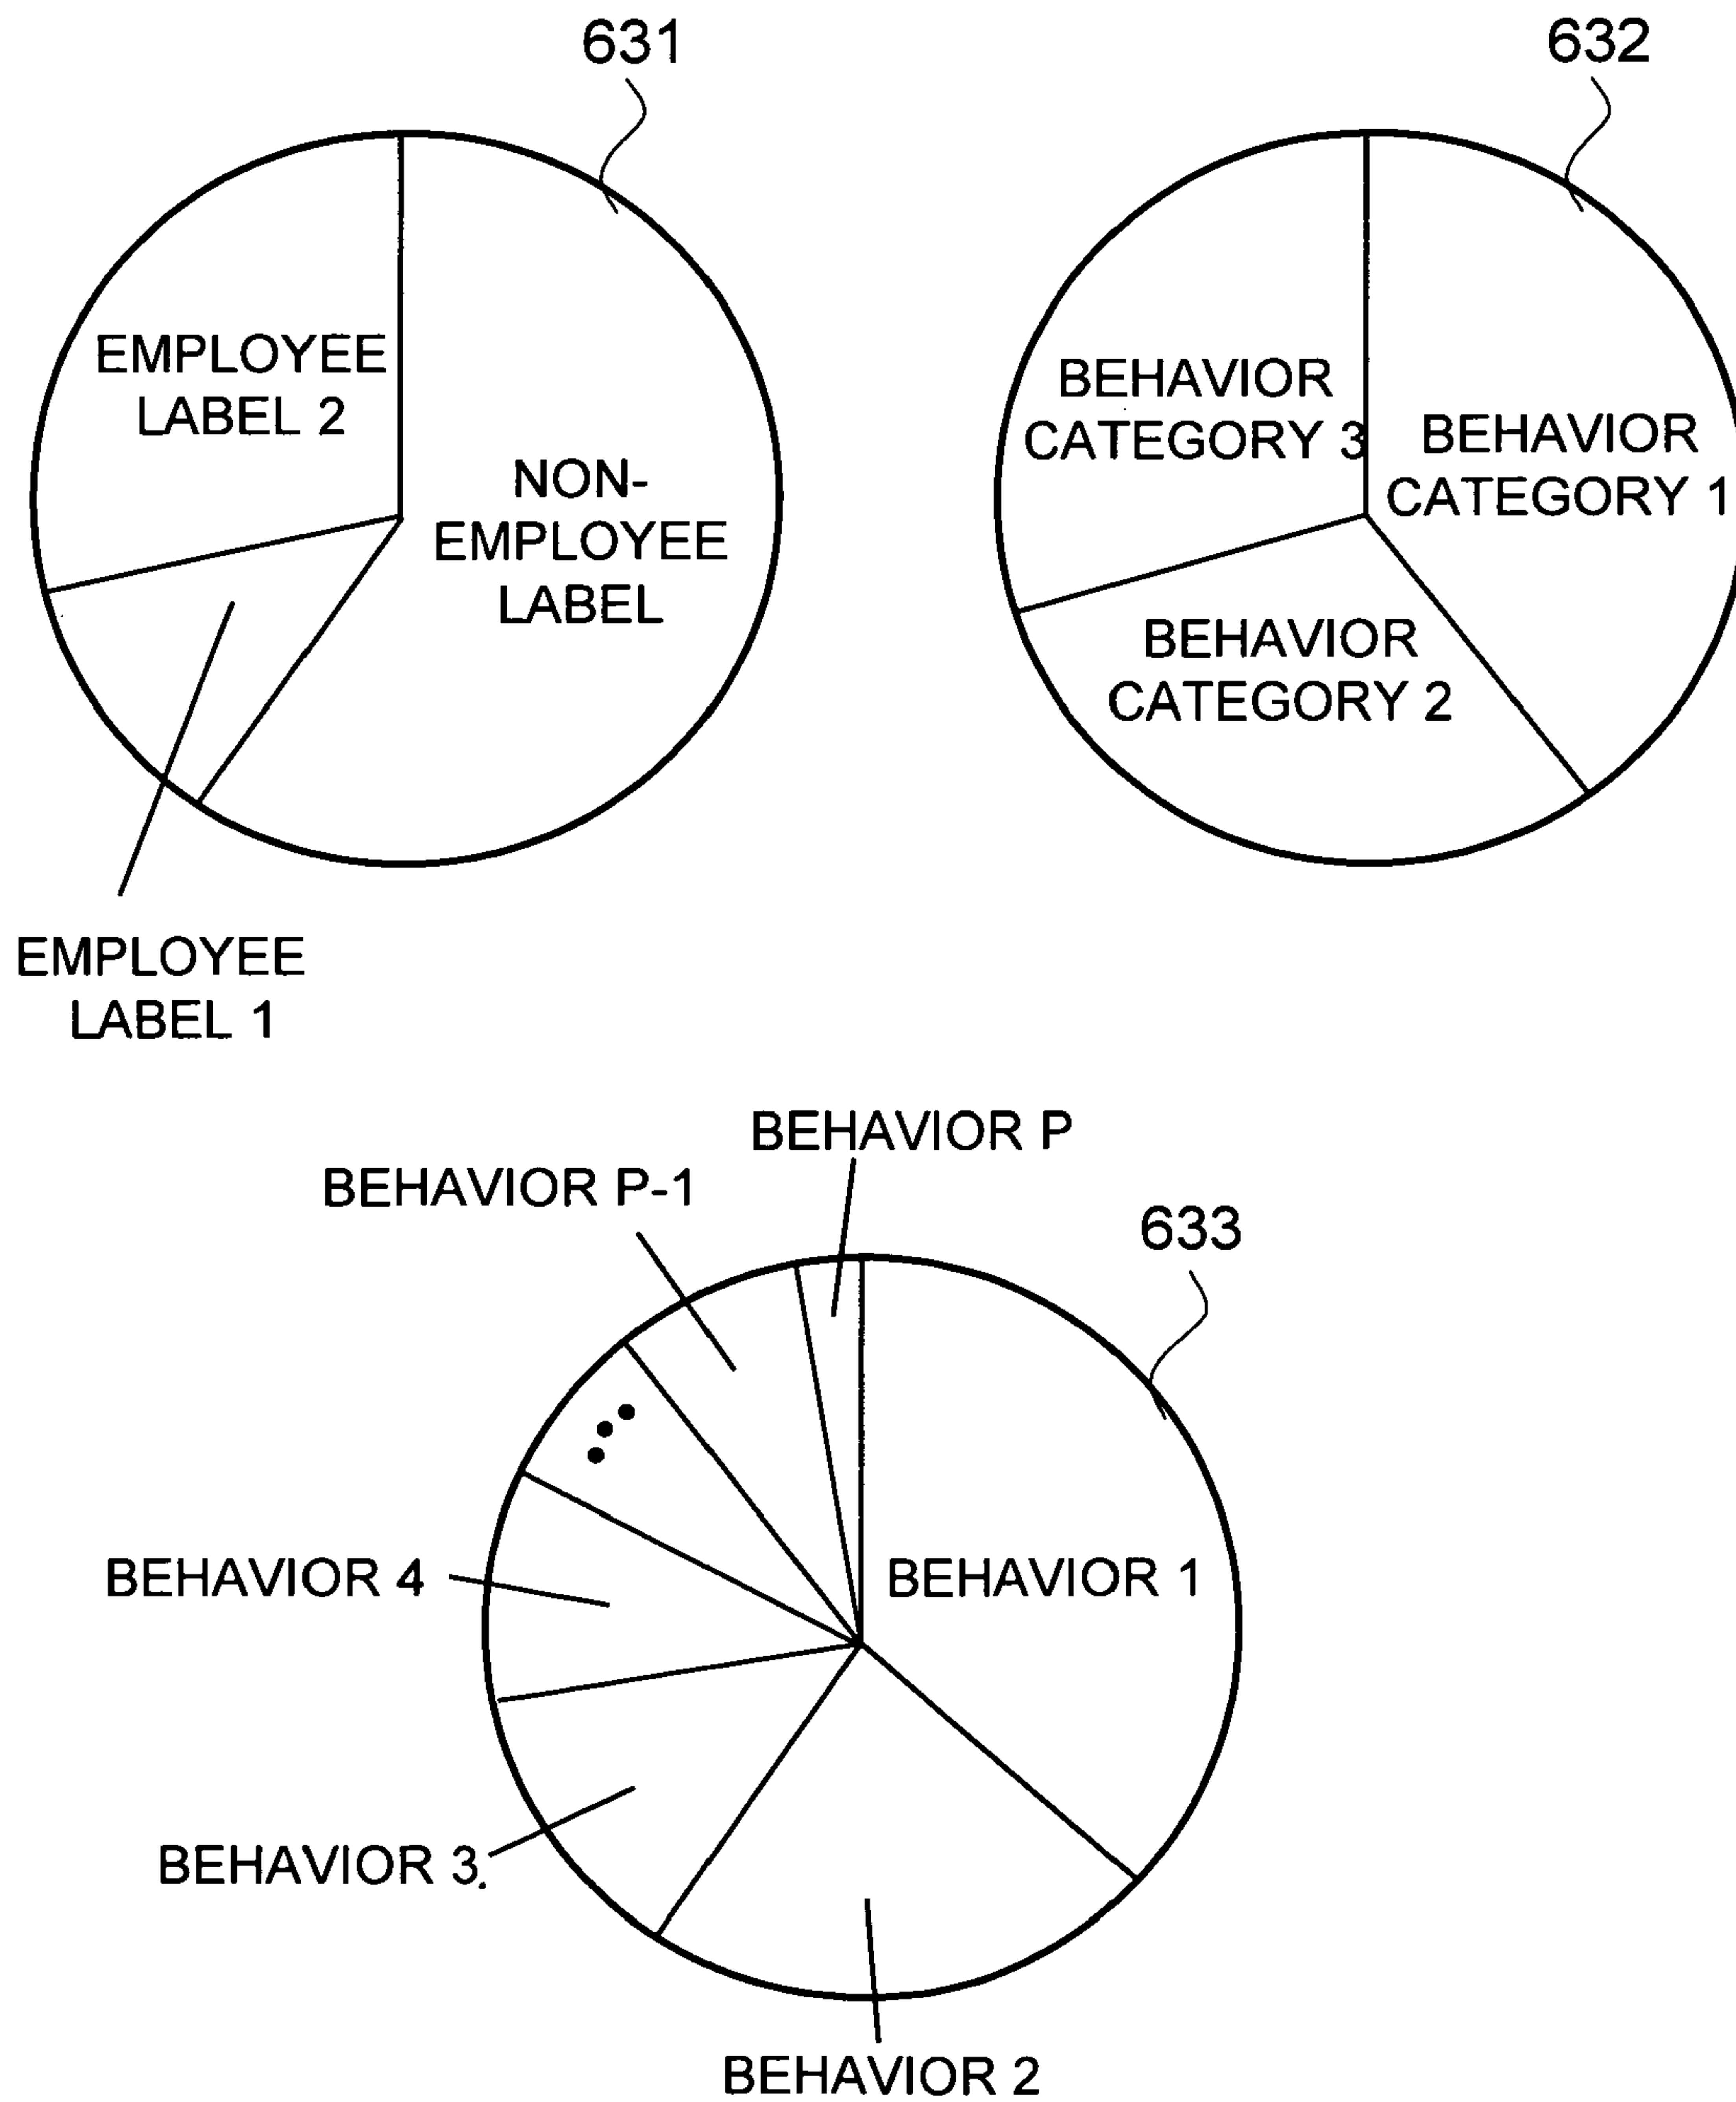 631
EMPLOYEE
LABEL 2
NON-
EMPLOYEE
LABEL
EMPLOYEE
LABEL 1
632
BEHAVIOR
CATEGORY 3
BEHAVIOR
CATEGORY 1
BEHAVIOR
CATEGORY 2
BEHAVIOR P
BEHAVIOR P-1
633
BEHAVIOR 4
BEHAVIOR 1
BEHAVIOR 3
BEHAVIOR 2